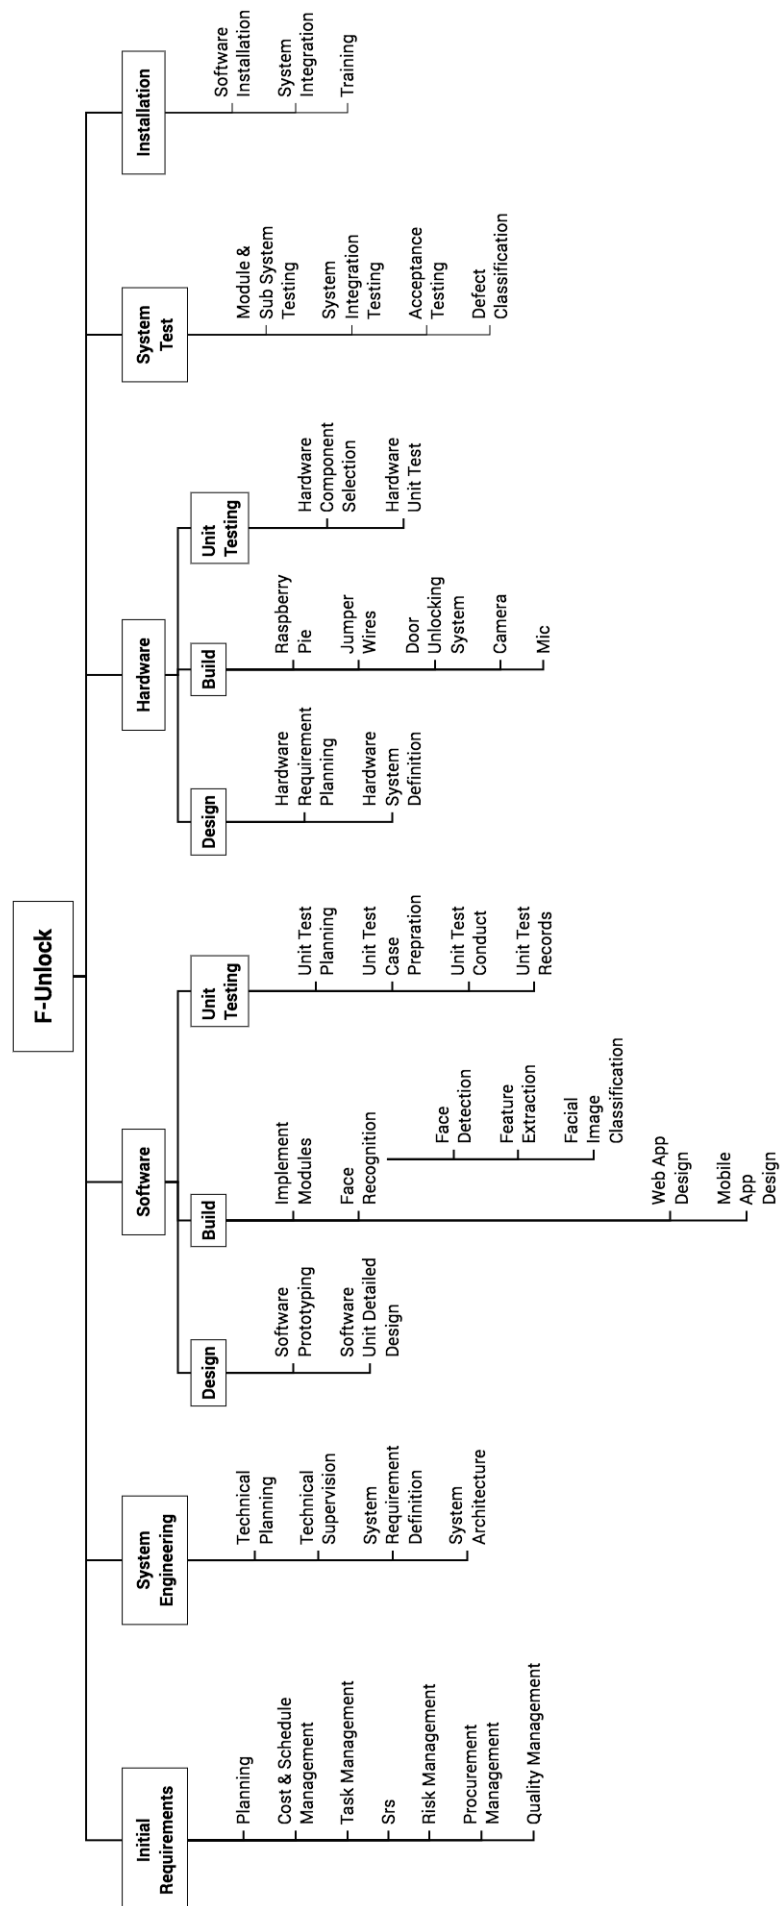 F-Unlock
Initial
Requirements
Planning
Cost & Schedule
Management
Task Management
Srs
Risk Management
Procurement
Management
Quality Management
System
Engineering
Technical
Planning
Technical
Supervision
System
Requirement
Definition
System
Architecture
Software
Design
Software
Prototyping
Software
Unit Detailed
Design
Build
Implement
Modules
Face
Recognition
Face
Detection
Feature
Extraction
Facial
Image
Classification
Web App
Design
Mobile
App
Design
Unit
Testing
Unit Test
Planning
Unit Test
Case
Prepration
Unit Test
Conduct
Unit Test
Records
Hardware
Design
Hardware
Requirement
Planning
Hardware
System
Definition
Build
Raspberry
Pie
Jumper
Wires
Door
Unlocking
System
Camera
Mic
Unit
Testing
Hardware
Component
Selection
Hardware
Unit Test
System
Test
Module &
Sub System
Testing
System
Integration
Testing
Acceptance
Testing
Defect
Classification
Installation
Software
Installation
System
Integration
Training